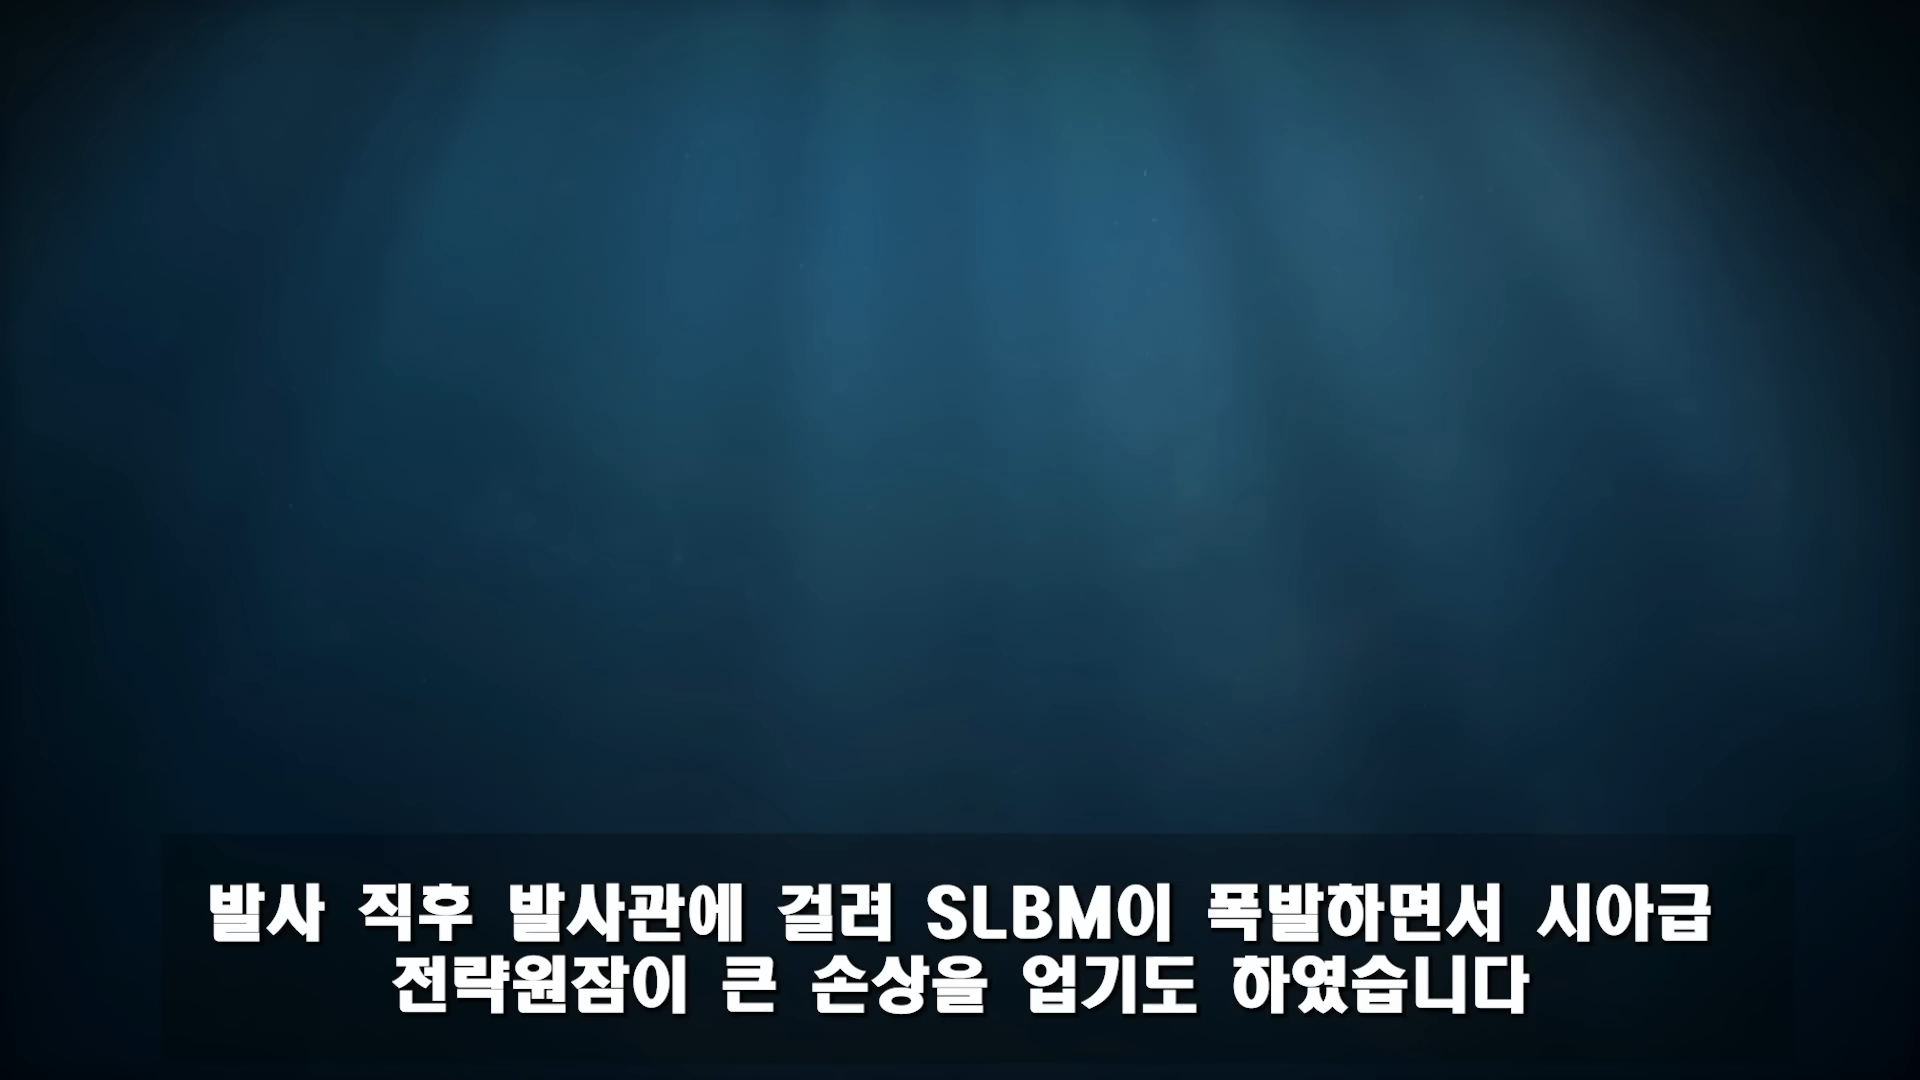 발사 직후 발사관에 걸려 SLBM이 폭발하면서 시아급
전략원잠이 큰 손상을 업기도 하였습니다